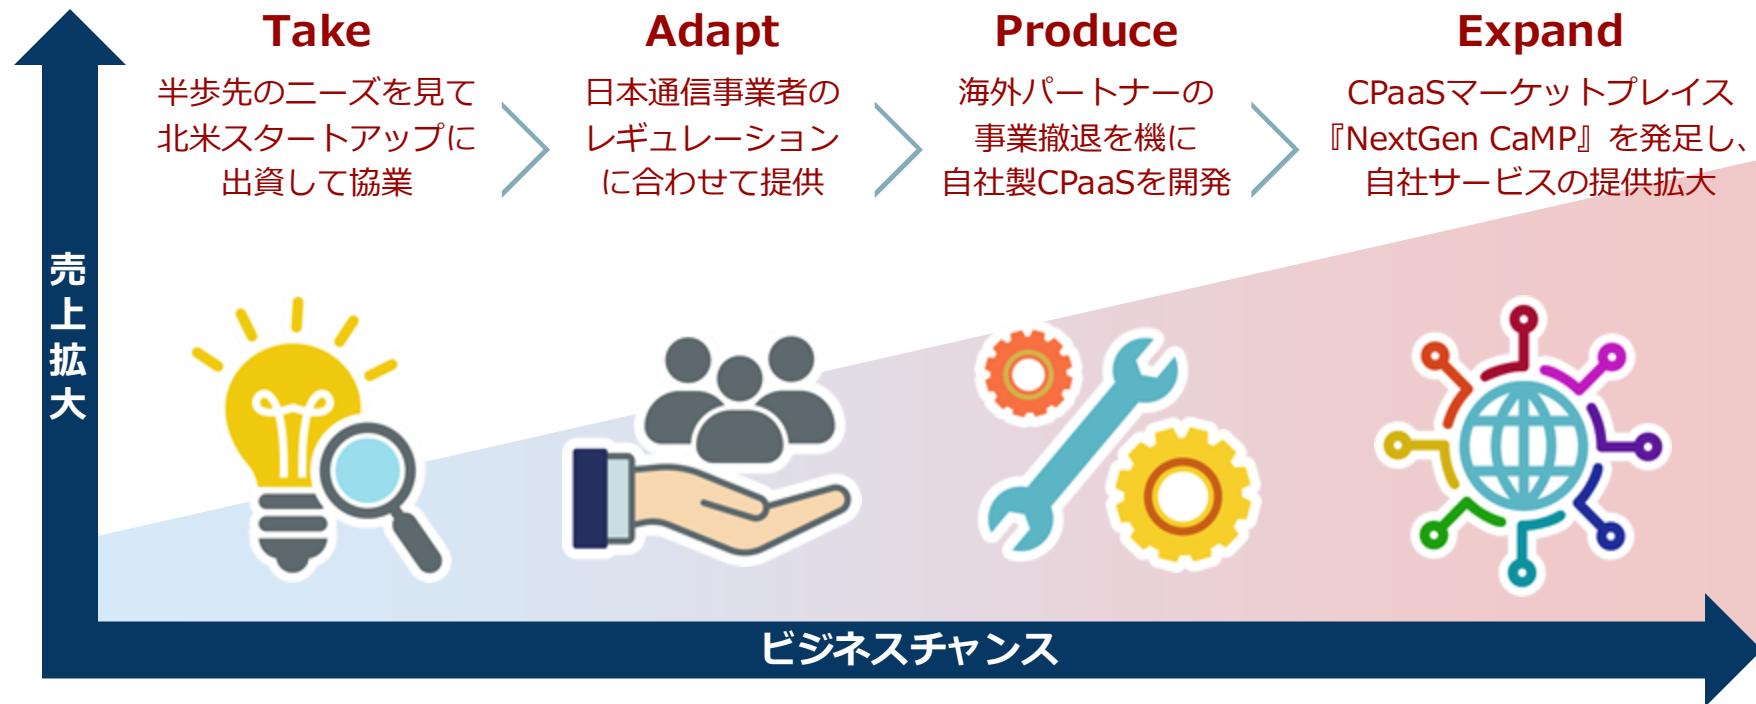 Take
半歩先のニーズを見て
北米スタートアップに
出資して協業
Adapt
日本通信事業者の
レギュレーション
に合わせて提供
Produce
海外パートナーの
事業撤退を機に
自社製CPaaSを開発
Expand
CPaaSマーケットプレイス
『NextGen CaMP』を発足し、
自社サービスの提供拡大
売上拡大
ビジネスチャンス